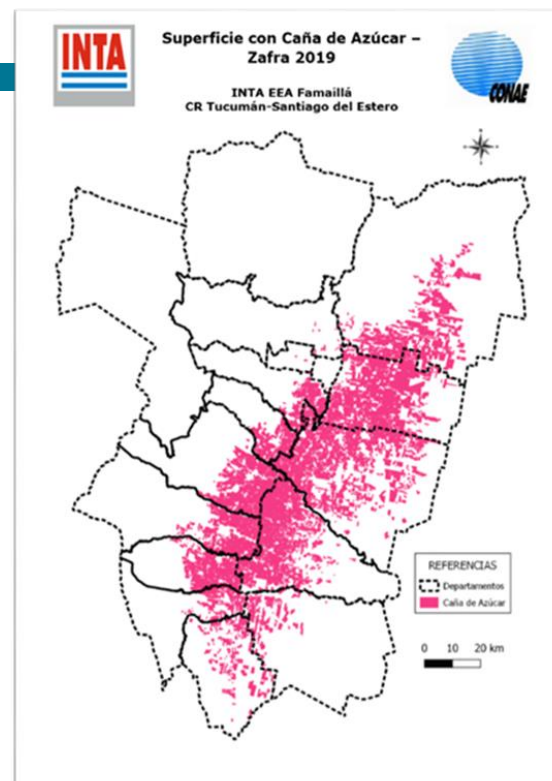 INTA
Superficie con Caña de Azúcar –
Zafra 2019
INTA EEA Famaillá
CR Tucumán-Santiago del Estero
CONAE
REFERENCIAS
Departamentos
Caña de Azúcar
0 10 20 km